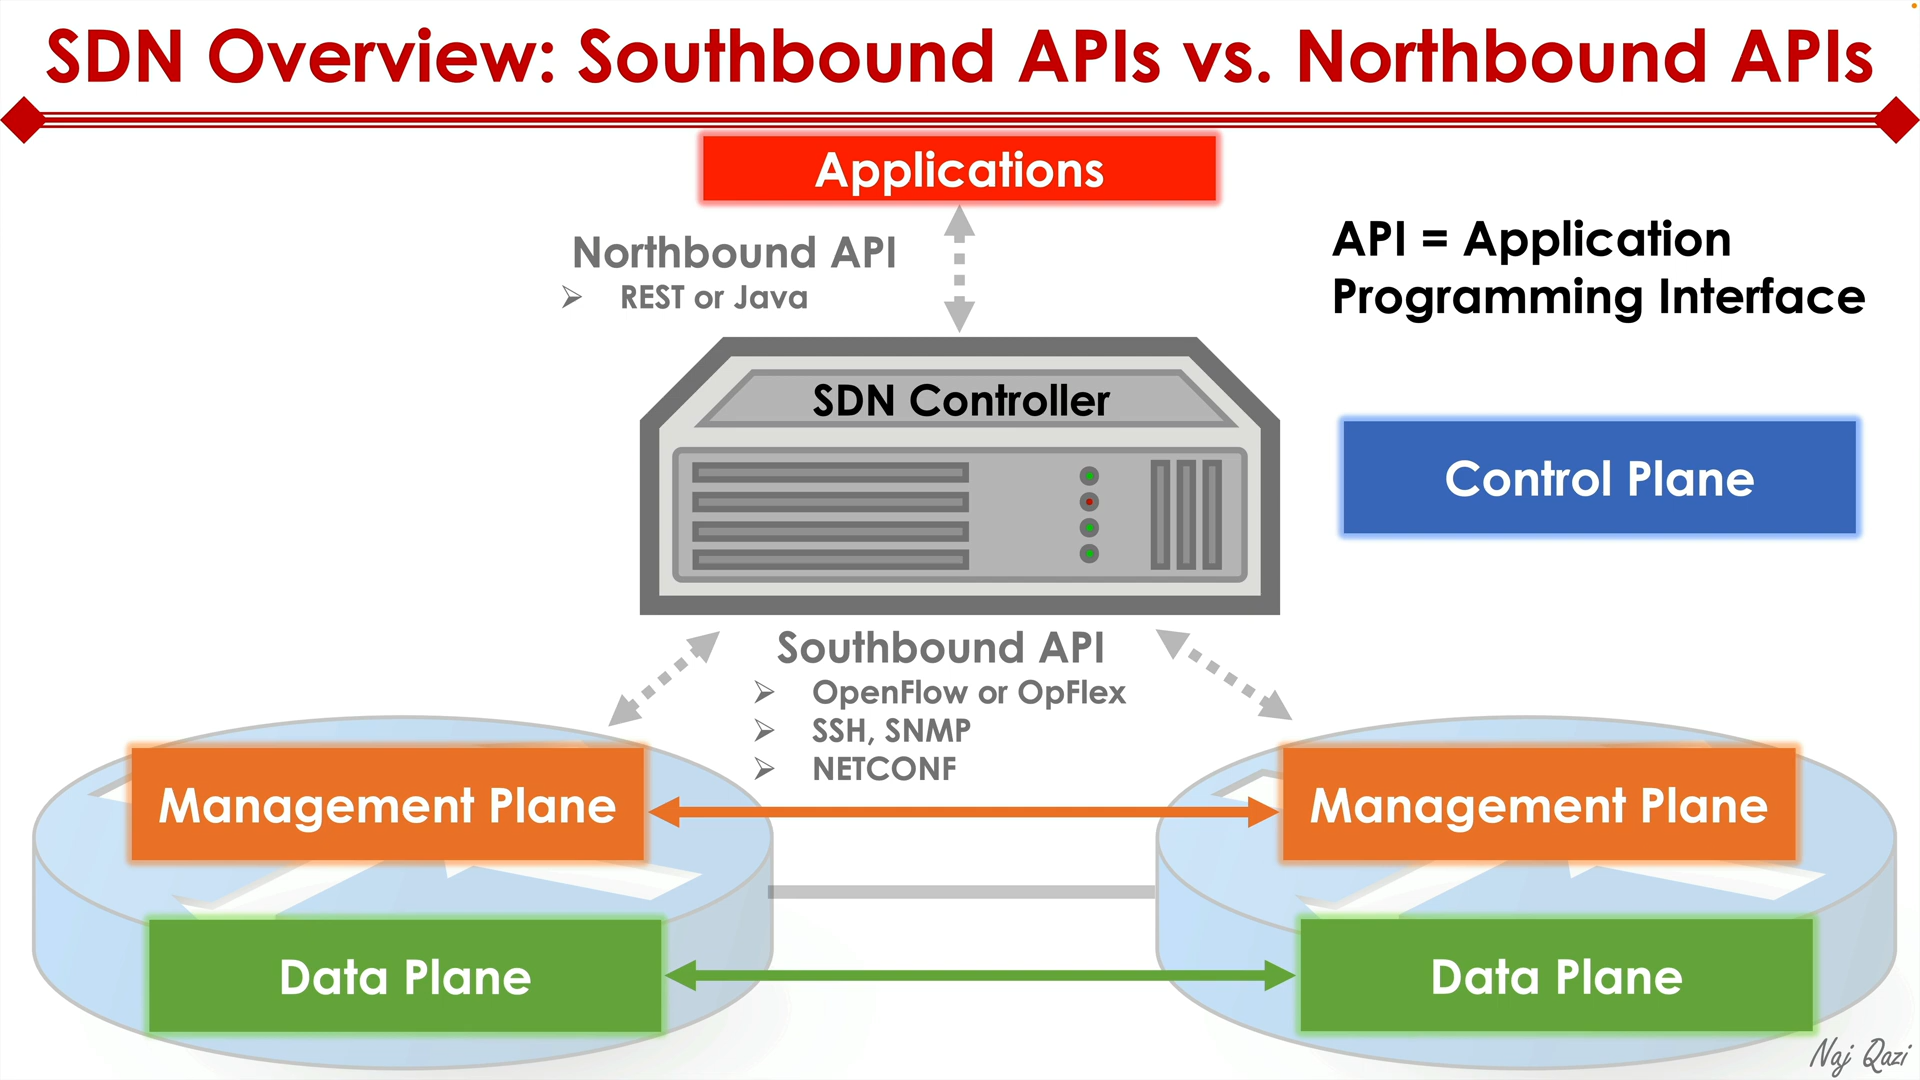 SDN Overview: Southbound APIs vs. Northbound APIs
Applications
Northbound API
REST or Java
API = Application
Programming Interface
SDN Controller
Control Plane
Southbound API
OpenFlow or OpFlex
SSH, SNMP
NETCONF
Management Plane
Management Plane
Data Plane
Data Plane
Naj Qazi